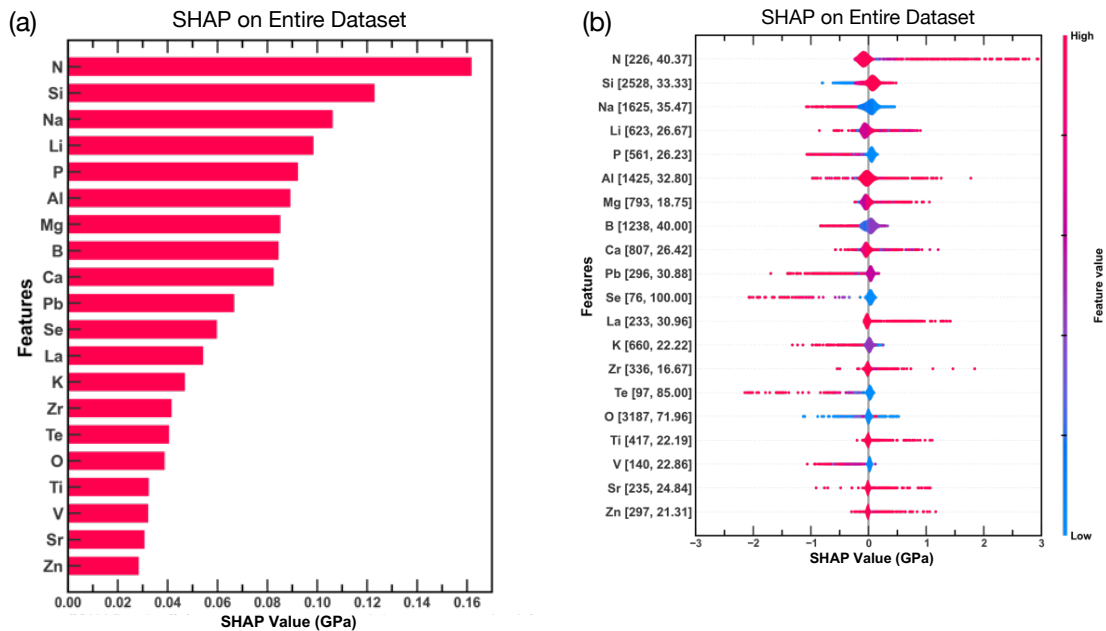 (a)
SHAP on Entire Dataset
Features
N
Si
Na
Li
P
Al
Mg
B
Ca
Pb
Se
La
K
Zr
Te
O
Ti
V
Sr
Zn
0.00 0.02 0.04 0.06 0.08 0.10 0.12 0.14 0.16
SHAP Value (GPa)
(b)
SHAP on Entire Dataset
Features
N [226, 40.37]
Si [2528, 33.33]
Na [1625, 35.47]
Li [623, 26.67]
P [561, 26.23]
Al [1425, 32.80]
Mg [793, 18.75]
B [1238, 40.00]
Ca [807, 26.42]
Pb [296, 30.88]
Se [76, 100.00]
La [233, 30.96]
K [660, 22.22]
Zr [336, 16.67]
Te [97, 85.00]
O [3187, 71.96]
Ti [417, 22.19]
V [140, 22.86]
Sr [235, 24.84]
Zn [297, 21.31]
−3 −2 −1 0 1 2 3
SHAP Value (GPa)
High
Feature value
Low